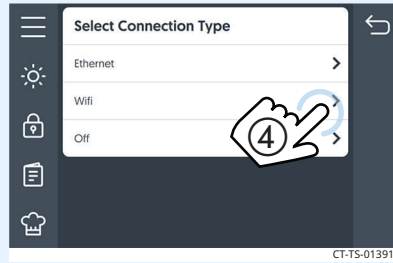 Select Connection Type
Ethernet
Wifi
Off
4
CT-TS-01391